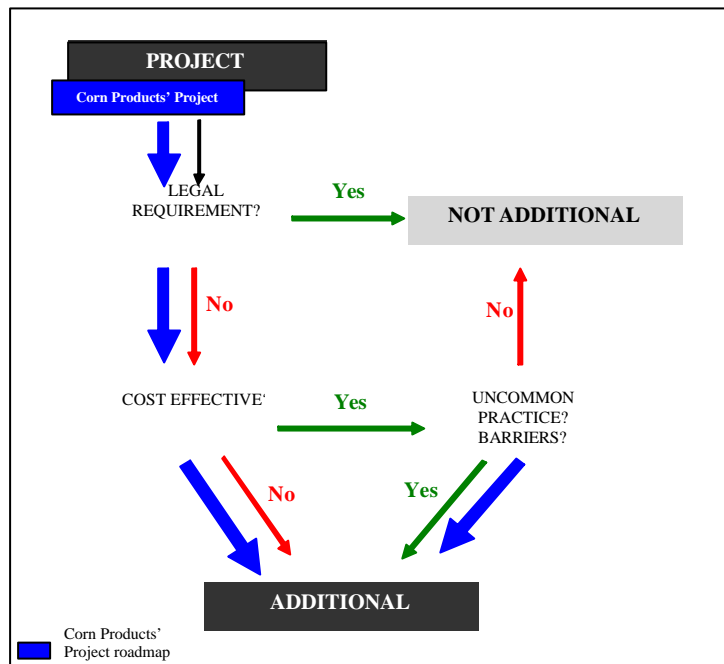 PROJECT
Corn Products' Project
LEGAL
REQUIREMENT?
Yes
NOT ADDITIONAL
No
No
COST EFFECTIVE'
Yes
UNCOMMON
PRACTICE?
BARRIERS?
No
Yes
ADDITIONAL
Corn Products'
Project roadmap